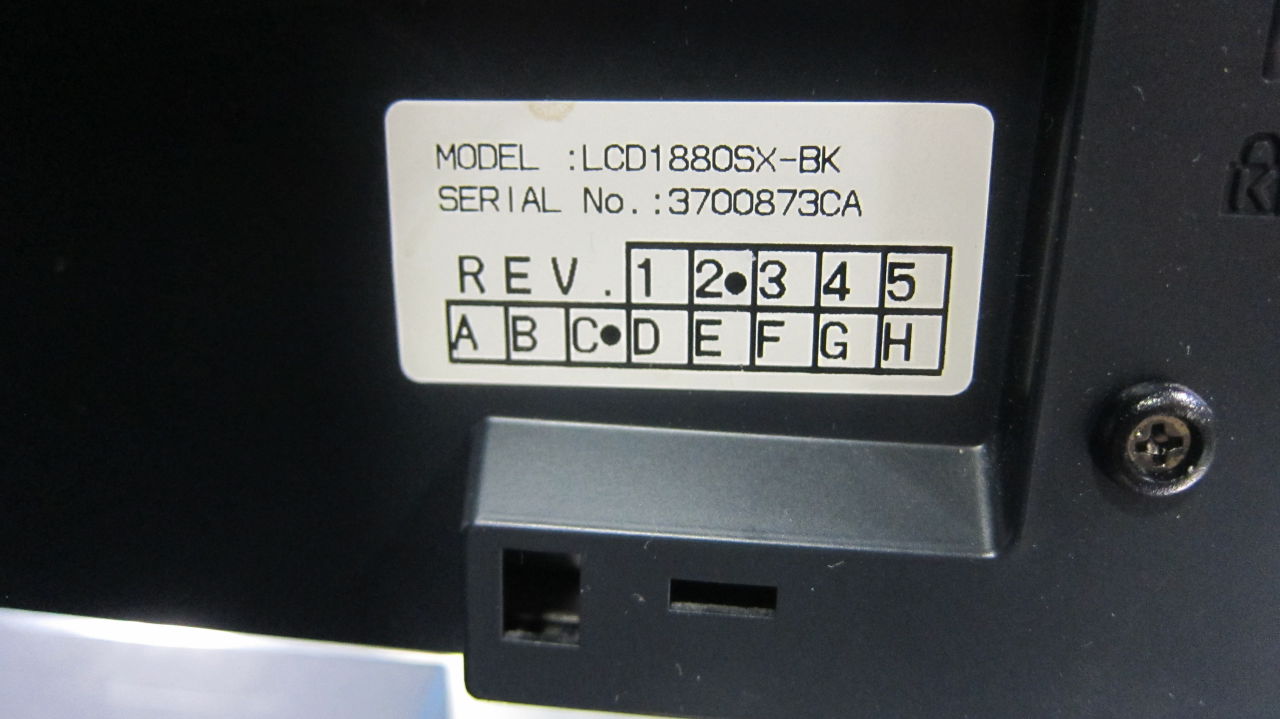 MODEL :LCD1880SX-BK
SERIAL No.:3700873CA
REV. 1 2● 3 4 5
A B C● D E F G H